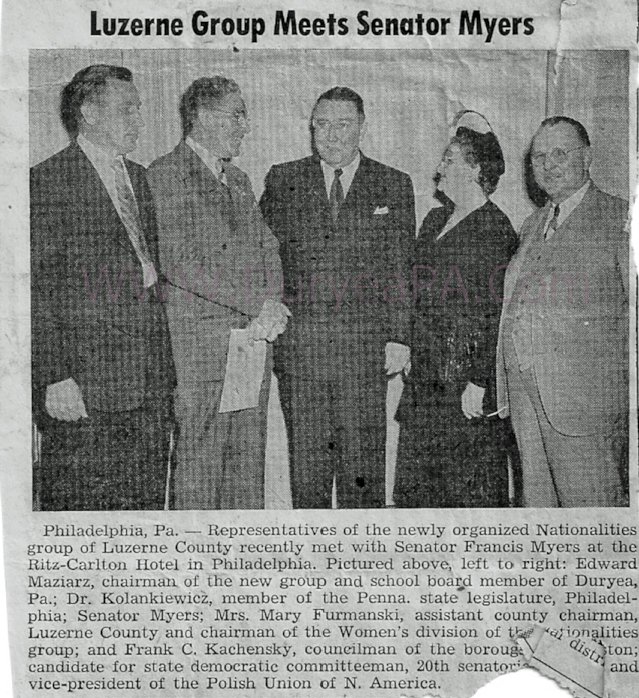 Luzerne Group Meets Senator Myers
WWW.DuryeaPA.Com
Philadelphia, Pa. — Representatives of the newly organized Nationalities
group of Luzerne County recently met with Senator Francis Myers at the
Ritz-Carlton Hotel in Philadelphia. Pictured above, left to right: Edward
Maziarz, chairman of the new group and school board member of Duryea,
Pa.; Dr. Kolankiewicz, member of the Penna. state legislature, Philadel-
phia; Senator Myers; Mrs. Mary Furmanski, assistant county chairman,
Luzerne County and chairman of the Women's division of
group; and Frank C. Kachensky, councilman of the
candidate for state democratic committeeman, 20th and
vice-president of the Polish Union of N. America.